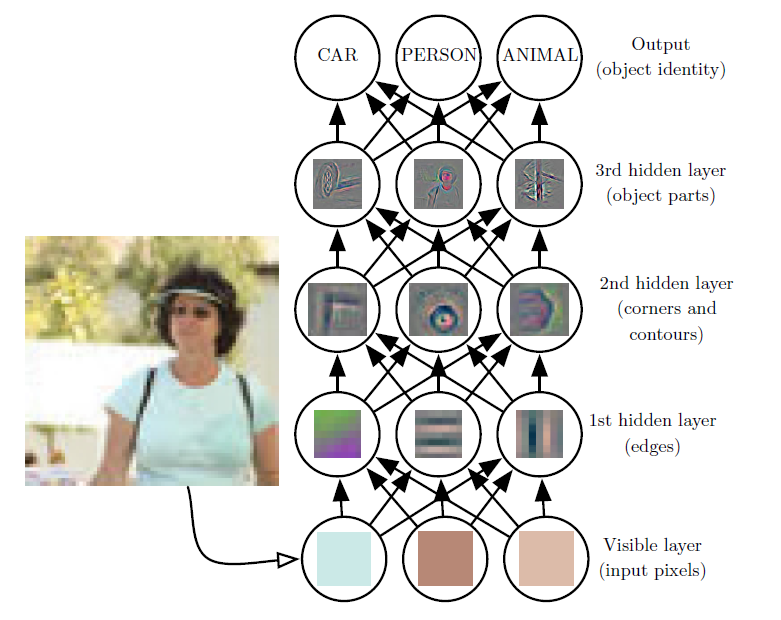 CAR PERSON ANIMAL
Output
(object identity)
3rd hidden layer
(object parts)
2nd hidden layer
(corners and
contours)
1st hidden layer
(edges)
Visible layer
(input pixels)